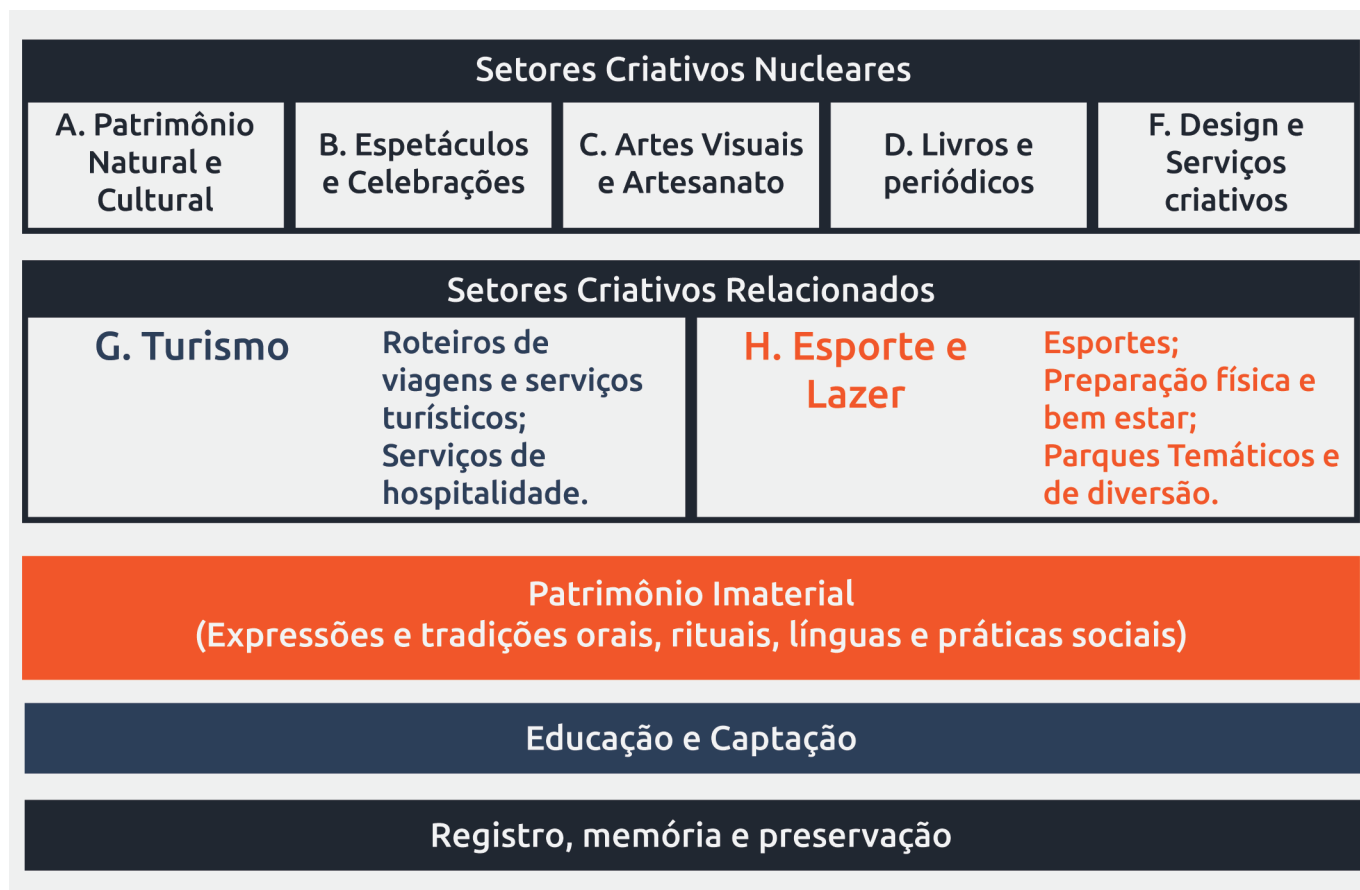 Setores Criativos Nucleares
A. Patrimônio
Natural e
Cultural
B. Espetáculos
e Celebrações
C. Artes Visuais
e Artesanato
D. Livros e
periódicos
F. Design e
Serviços
criativos
Setores Criativos Relacionados
G. Turismo
Roteiros de
viagens e serviços
turísticos;
Serviços de
hospitalidade.
H. Esporte e
Lazer
Esportes;
Preparação física e
bem estar;
Parques Temáticos e
de diversão.
Patrimônio Imaterial
(Expressões e tradições orais, rituais, línguas e práticas sociais)
Educação e Captação
Registro, memória e preservação